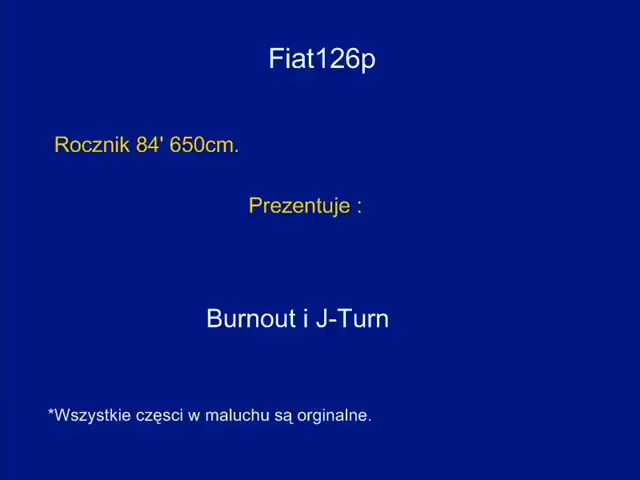 Fiat126p
Rocznik 84' 650cm.
Prezentuje :
Burnout i J-Turn
*Wszystkie częsci w maluchu są orginalne.